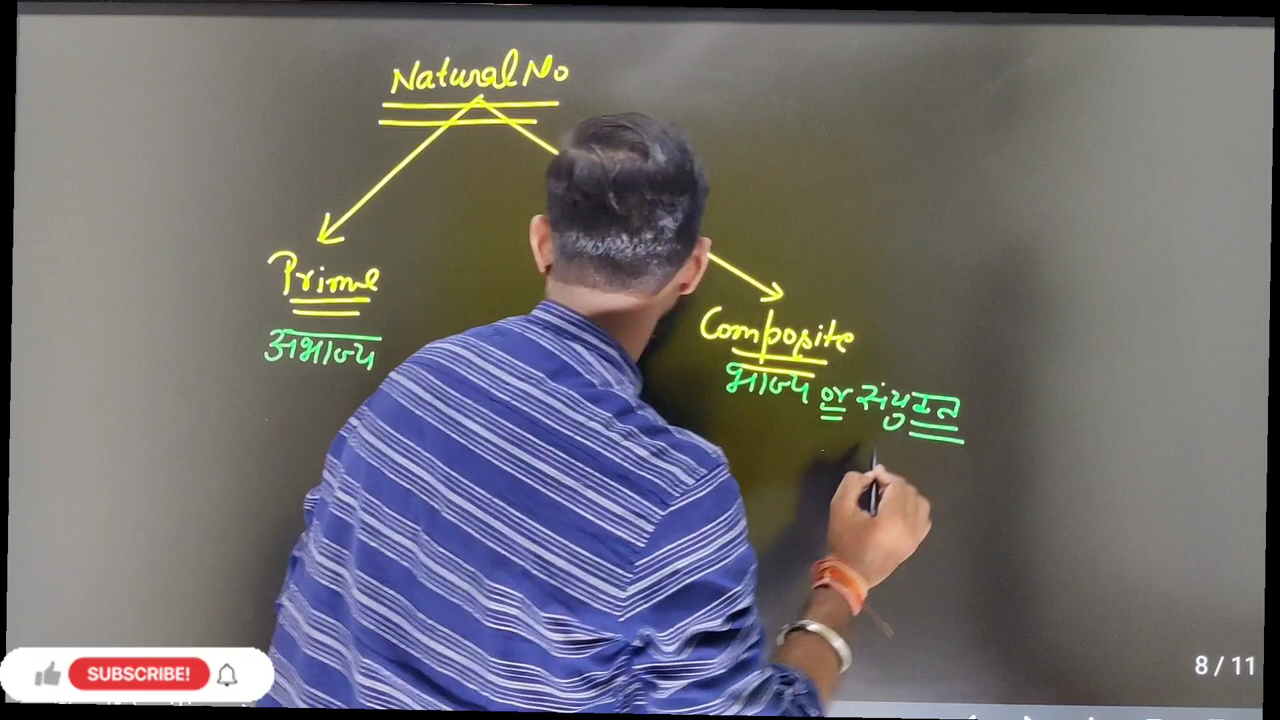 Natural No
Prime
अभाज्य
Composite
भाज्य or संयुक्त
SUBSCRIBE!
8 / 11